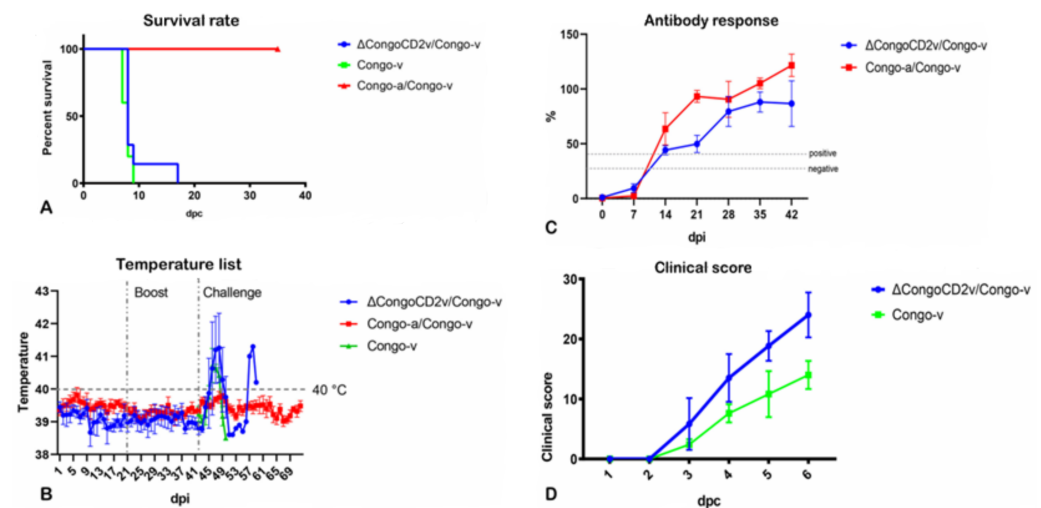 Survival rate
Percent survival
100
50
0
0 10 20 30 40
dpc
ΔCongoCD2v/Congo-v
Congo-v
Congo-a/Congo-v
A
Antibody response
%
150
100
50
0
positive
negative
0 7 14 21 28 35 42
dpi
ΔCongoCD2v/Congo-v
Congo-a/Congo-v
C
Temperature list
Boost
Challenge
Temperature
43
42
41
40
39
38
40 °C
1 5 9 13 17 21 25 29 33 37 41 45 49 53 57 61 65 69
dpi
ΔCongoCD2v/Congo-v
Congo-a/Congo-v
Congo-v
B
Clinical score
Clinical score
30
20
10
0
1 2 3 4 5 6
dpc
ΔCongoCD2v/Congo-v
Congo-v
D